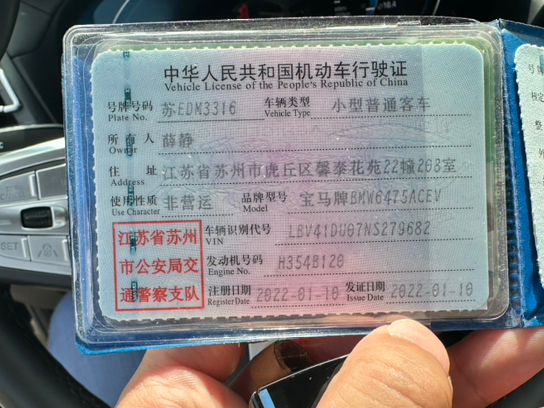 中华人民共和国机动车行驶证
Vehicle License of the People's Republic of China
号牌号码 Plate No. 苏EDM3316 车辆类型 Vehicle Type 小型普通客车
所有人 Owner 薛静
住址 Address 江苏省苏州市虎丘区馨泰花苑22幢208室
使用性质 Use Character 非营运 品牌型号 Model 宝马牌BMW6475ACEV
江苏省苏州
市公安局交
通警察支队
车辆识别代号 VIN LBV41DU07NS279682
发动机号码 Engine No. H3548120
注册日期 Register Date 2022-01-10 发证日期 Issue Date 2022-01-10
号牌
核定
整